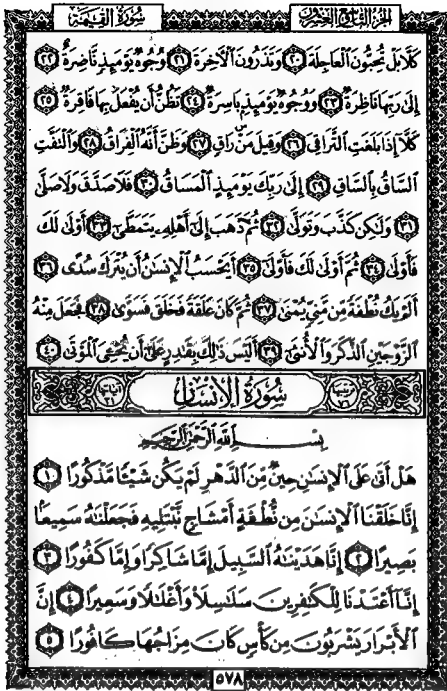 الجزء التاسع والعشرون سورة القيامة
كَلَّا بَلْ تُحِبُّونَ ٱلْعَاجِلَةَ ٢٠ وَتَذَرُونَ ٱلْأَخِرَةَ ٢١ وُجُوهٌ يَوْمَئِذٍ نَّاضِرَةٌ ٢٢
إِلَىٰ رَبِّهَا نَاظِرَةٌ ٢٣ وَوُجُوهٌ يَوْمَئِذٍ بَاسِرَةٌ ٢٤ تَظُنُّ أَن يُفْعَلَ بِهَا فَاقِرَةٌ ٢٥
كَلَّا إِذَا بَلَغَتِ ٱلتَّرَاقِيَ ٢٦ وَقِيلَ مَنْ رَاقٍ ٢٧ وَظَنَّ أَنَّهُ ٱلْفِرَاقُ ٢٨ وَٱلْتَفَّتِ
ٱلسَّاقُ بِٱلسَّاقِ ٢٩ إِلَىٰ رَبِّكَ يَوْمَئِذٍ ٱلْمَسَاقُ ٣٠ فَلَا صَدَّقَ وَلَا صَلَّىٰ
٣١ وَلَٰكِن كَذَّبَ وَتَوَلَّىٰ ٣٢ ثُمَّ ذَهَبَ إِلَىٰٓ أَهْلِهِۦ يَتَمَطَّىٰٓ ٣٣ أَوْلَىٰ لَكَ
فَأَوْلَىٰ ٣٤ ثُمَّ أَوْلَىٰ لَكَ فَأَوْلَىٰٓ ٣٥ أَيَحْسَبُ ٱلْإِنسَٰنُ أَن يُتْرَكَ سُدًى ٣٦
أَلَمْ يَكُ نُطْفَةً مِّن مَّنِىٍّ يُمْنَىٰ ٣٧ ثُمَّ كَانَ عَلَقَةً فَخَلَقَ فَسَوَّىٰ ٣٨ فَجَعَلَ مِنْهُ
ٱلزَّوْجَيْنِ ٱلذَّكَرَ وَٱلْأُنثَىٰٓ ٣٩ أَلَيْسَ ذَٰلِكَ بِقَٰدِرٍ عَلَىٰٓ أَن يُحْـِۧىَ ٱلْمَوْتَىٰ ٤٠
سُورَةُ الْإِنسَان
بِسْمِ ٱللَّهِ ٱلرَّحْمَٰنِ ٱلرَّحِيمِ
هَلْ أَتَىٰ عَلَى ٱلْإِنسَٰنِ حِينٌ مِّنَ ٱلدَّهْرِ لَمْ يَكُن شَيْـًٔا مَّذْكُورًا ١
إِنَّا خَلَقْنَا ٱلْإِنسَٰنَ مِن نُّطْفَةٍ أَمْشَاجٍ نَّبْتَلِيهِ فَجَعَلْنَٰهُ سَمِيعًۢا
بَصِيرًا ٢ إِنَّا هَدَيْنَٰهُ ٱلسَّبِيلَ إِمَّا شَاكِرًا وَإِمَّا كَفُورًا ٣
إِنَّآ أَعْتَدْنَا لِلْكَٰفِرِينَ سَلَٰسِلَا۟ وَأَغْلَٰلًا وَسَعِيرًا ٤ إِنَّ
ٱلْأَبْرَارَ يَشْرَبُونَ مِن كَأْسٍ كَانَ مِزَاجُهَا كَافُورًا ٥
٥٧٨